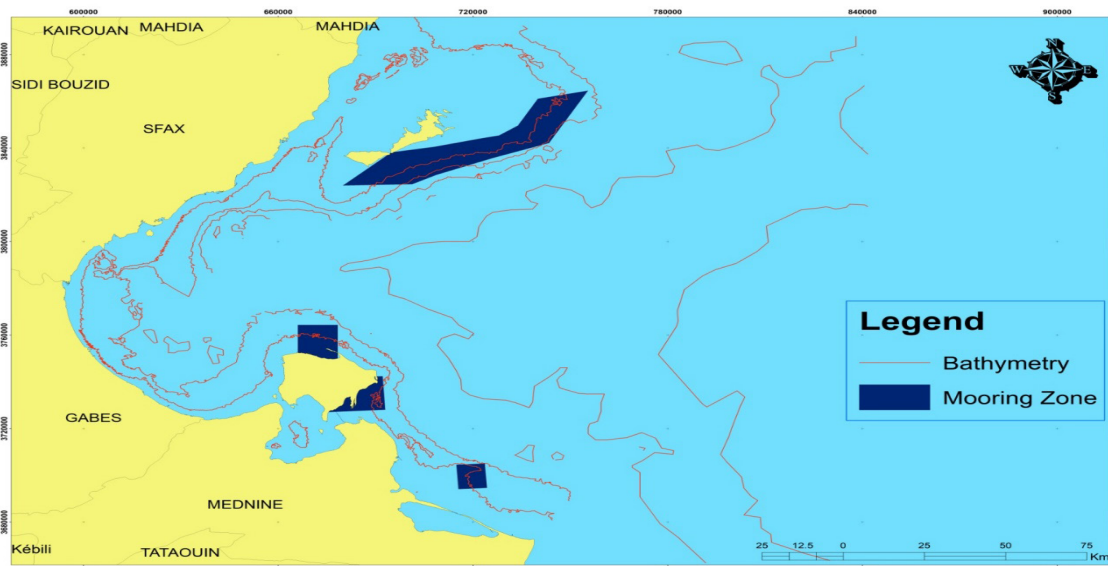 600000 660000 720000 780000 840000 900000
KAIROUAN MAHDIA MAHDIA
3880000
N
W E
S
SIDI BOUZID
SFAX
3840000
3800000
3760000
Legend
Bathymetry
Mooring Zone
GABES
3720000
MEDNINE
3680000
Kébili
TATAOUIN
25 12.5 0 25 50 75
Km